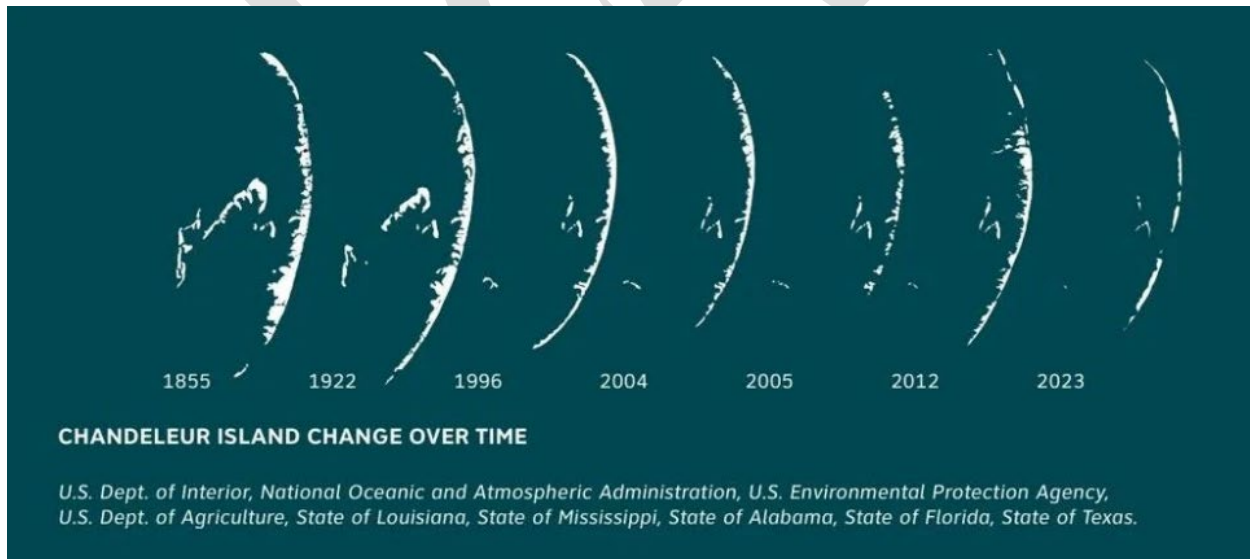 1855 1922 1996 2004 2005 2012 2023
CHANDELEUR ISLAND CHANGE OVER TIME
U.S. Dept. of Interior, National Oceanic and Atmospheric Administration, U.S. Environmental Protection Agency,
U.S. Dept. of Agriculture, State of Louisiana, State of Mississippi, State of Alabama, State of Florida, State of Texas.